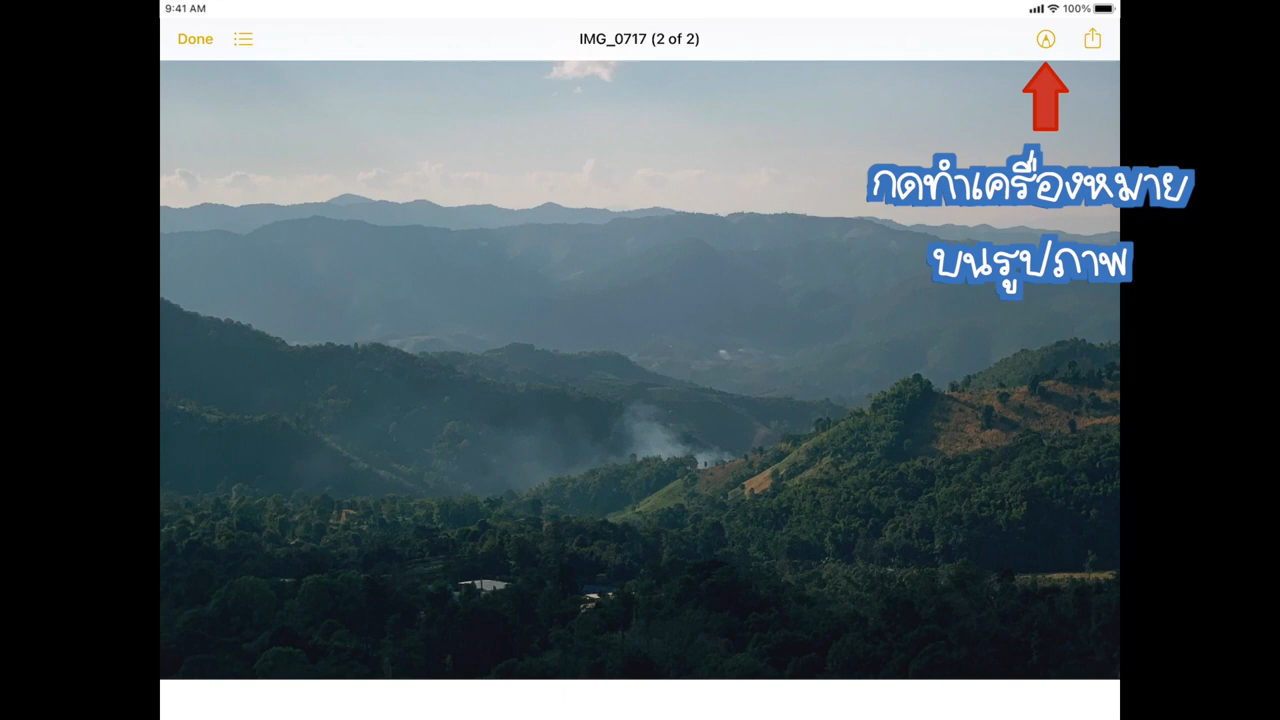 9:41 AM
100%
Done
IMG_0717 (2 of 2)
กดทำเครื่องหมาย
บนรูปภาพ